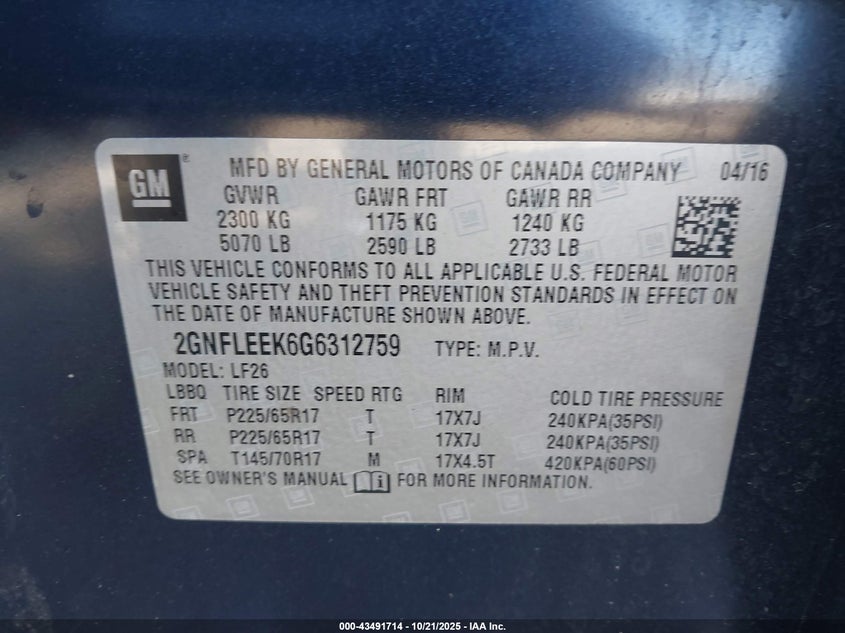 GM ® MFD BY GENERAL MOTORS OF CANADA COMPANY 04/16
GVWR GAWR FRT GAWR RR
2300 KG 1175 KG 1240 KG
5070 LB 2590 LB 2733 LB
THIS VEHICLE CONFORMS TO ALL APPLICABLE U.S. FEDERAL MOTOR
VEHICLE SAFETY AND THEFT PREVENTION STANDARDS IN EFFECT ON
THE DATE OF MANUFACTURE SHOWN ABOVE.
2GNFLEEK6G6312759 TYPE: M.P.V.
MODEL: LF26
LBBQ TIRE SIZE SPEED RTG RIM COLD TIRE PRESSURE
FRT P225/65R17 T 17X7J 240KPA(35PSI)
RR P225/65R17 T 17X7J 240KPA(35PSI)
SPA T145/70R17 M 17X4.5T 420KPA(60PSI)
SEE OWNER'S MANUAL i FOR MORE INFORMATION.
000-43491714 - 10/21/2025 - IAA Inc.